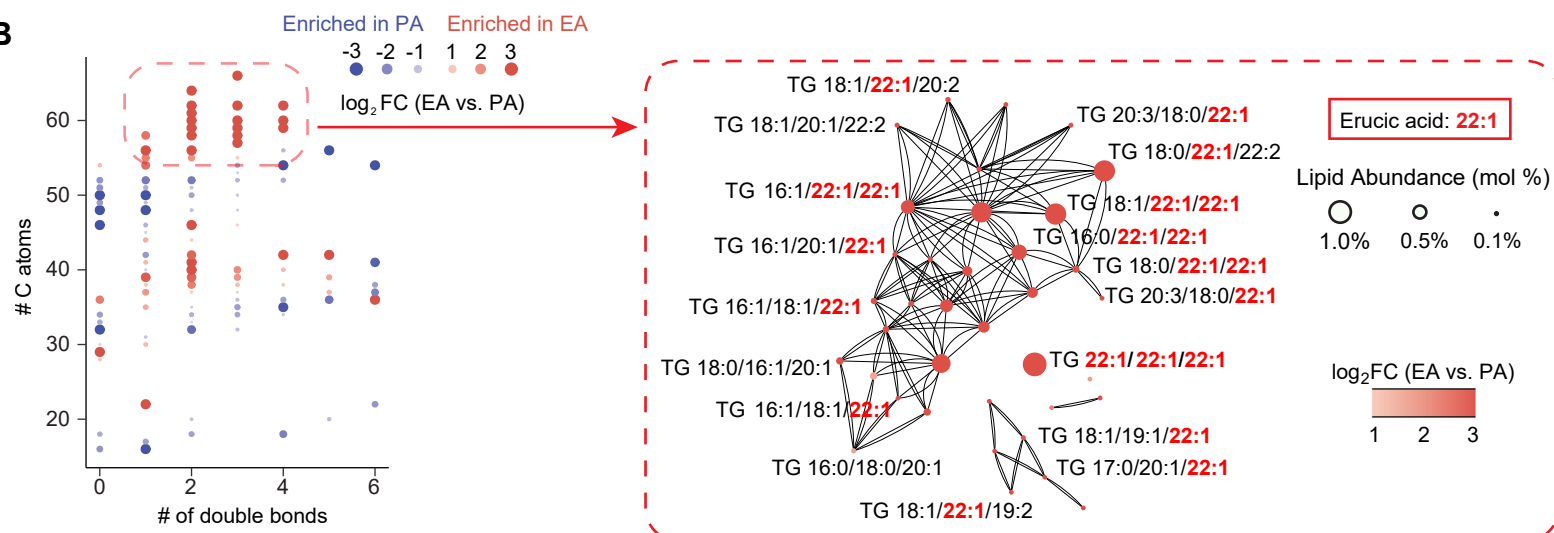 B
Enriched in PA Enriched in EA
-3 -2 -1 1 2 3
log2FC (EA vs. PA)
# C atoms
60
50
40
30
20
0 2 4 6
# of double bonds
TG 18:1/22:1/20:2
TG 18:1/20:1/22:2
TG 20:3/18:0/22:1
TG 18:0/22:1/22:2
TG 16:1/22:1/22:1
TG 18:1/22:1/22:1
TG 16:0/22:1/22:1
TG 16:1/20:1/22:1
TG 18:0/22:1/22:1
TG 20:3/18:0/22:1
TG 16:1/18:1/22:1
TG 18:0/16:1/20:1
TG 22:1/22:1/22:1
TG 16:1/18:1/22:1
TG 18:1/19:1/22:1
TG 16:0/18:0/20:1
TG 17:0/20:1/22:1
TG 18:1/22:1/19:2
Erucic acid: 22:1
Lipid Abundance (mol %)
1.0% 0.5% 0.1%
log2FC (EA vs. PA)
1 2 3